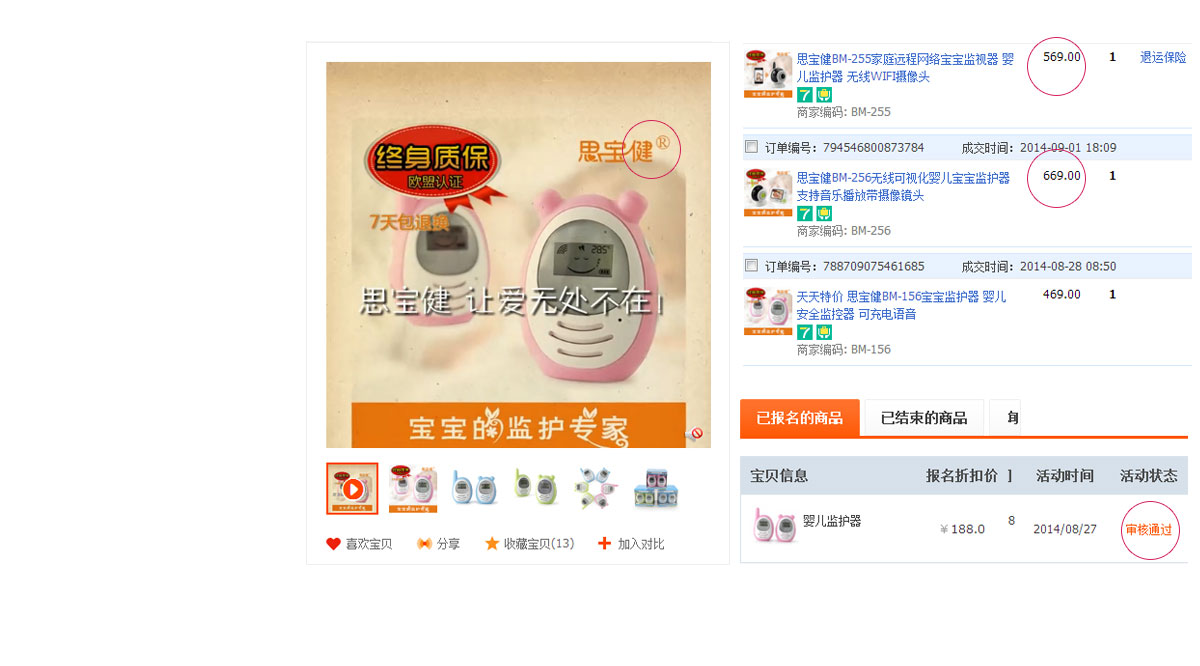 终身质保
欧盟认证
思宝健®
7天包退换
思宝健 让爱无处不在
宝宝的监护专家
喜欢宝贝
分享
收藏宝贝(13)
加入对比
思宝健BM-255家庭远程网络宝宝监视器 婴
儿监护器 无线WIFI摄像头
569.00
1
退运保险
7
商家编码: BM-255
订单编号: 794546800873784
成交时间: 2014-09-01 18:09
思宝健BM-256无线可视化婴儿宝宝监护器
支持音乐播放带摄像镜头
669.00
1
7
商家编码: BM-256
订单编号: 788709075461685
成交时间: 2014-08-28 08:50
天天特价 思宝健BM-156宝宝监护器 婴儿
安全监控器 可充电语音
469.00
1
7
商家编码: BM-156
已报名的商品
已结束的商品
宝贝信息
报名折扣价
活动时间
活动状态
婴儿监护器
¥188.0
8
2014/08/27
审核通过